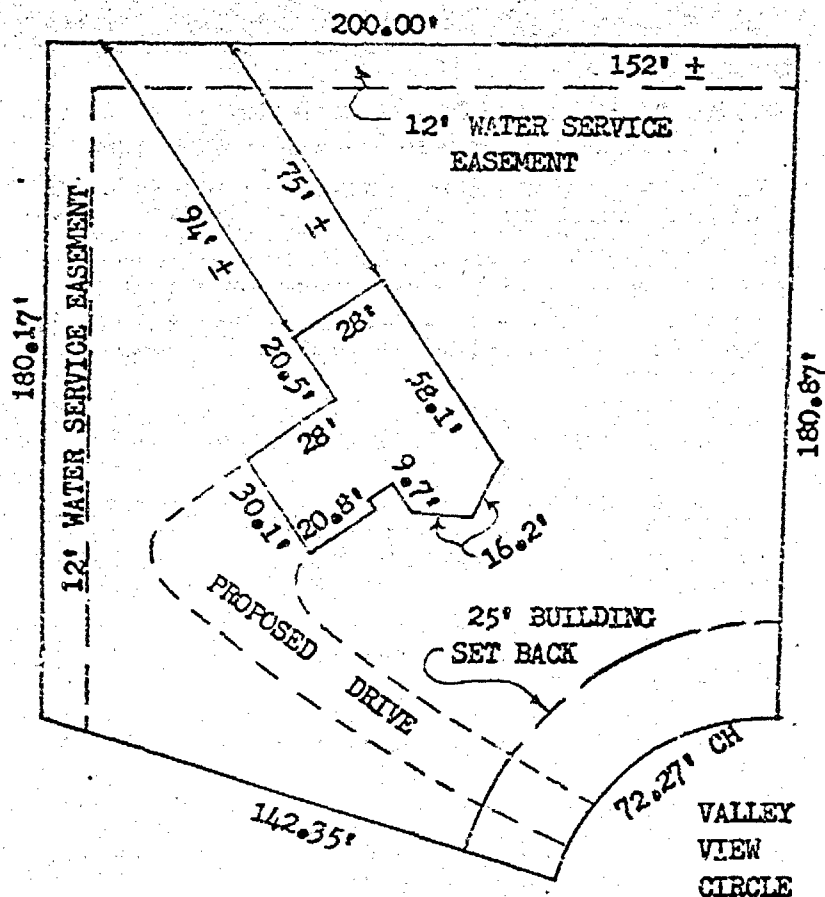 200.00'
152' ±
12' WATER SERVICE
EASEMENT
75' ±
94' ±
12' WATER SERVICE EASEMENT
180.17'
28'
20.5'
58.1'
180.87'
28'
9.7'
30.1'
20.8'
16.2'
PROPOSED DRIVE
25' BUILDING
SET BACK
142.35'
72.27' CH
VALLEY
VIEW
CIRCLE